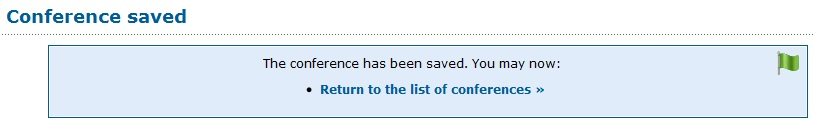 Conference saved
The conference has been saved. You may now:
• Return to the list of conferences »